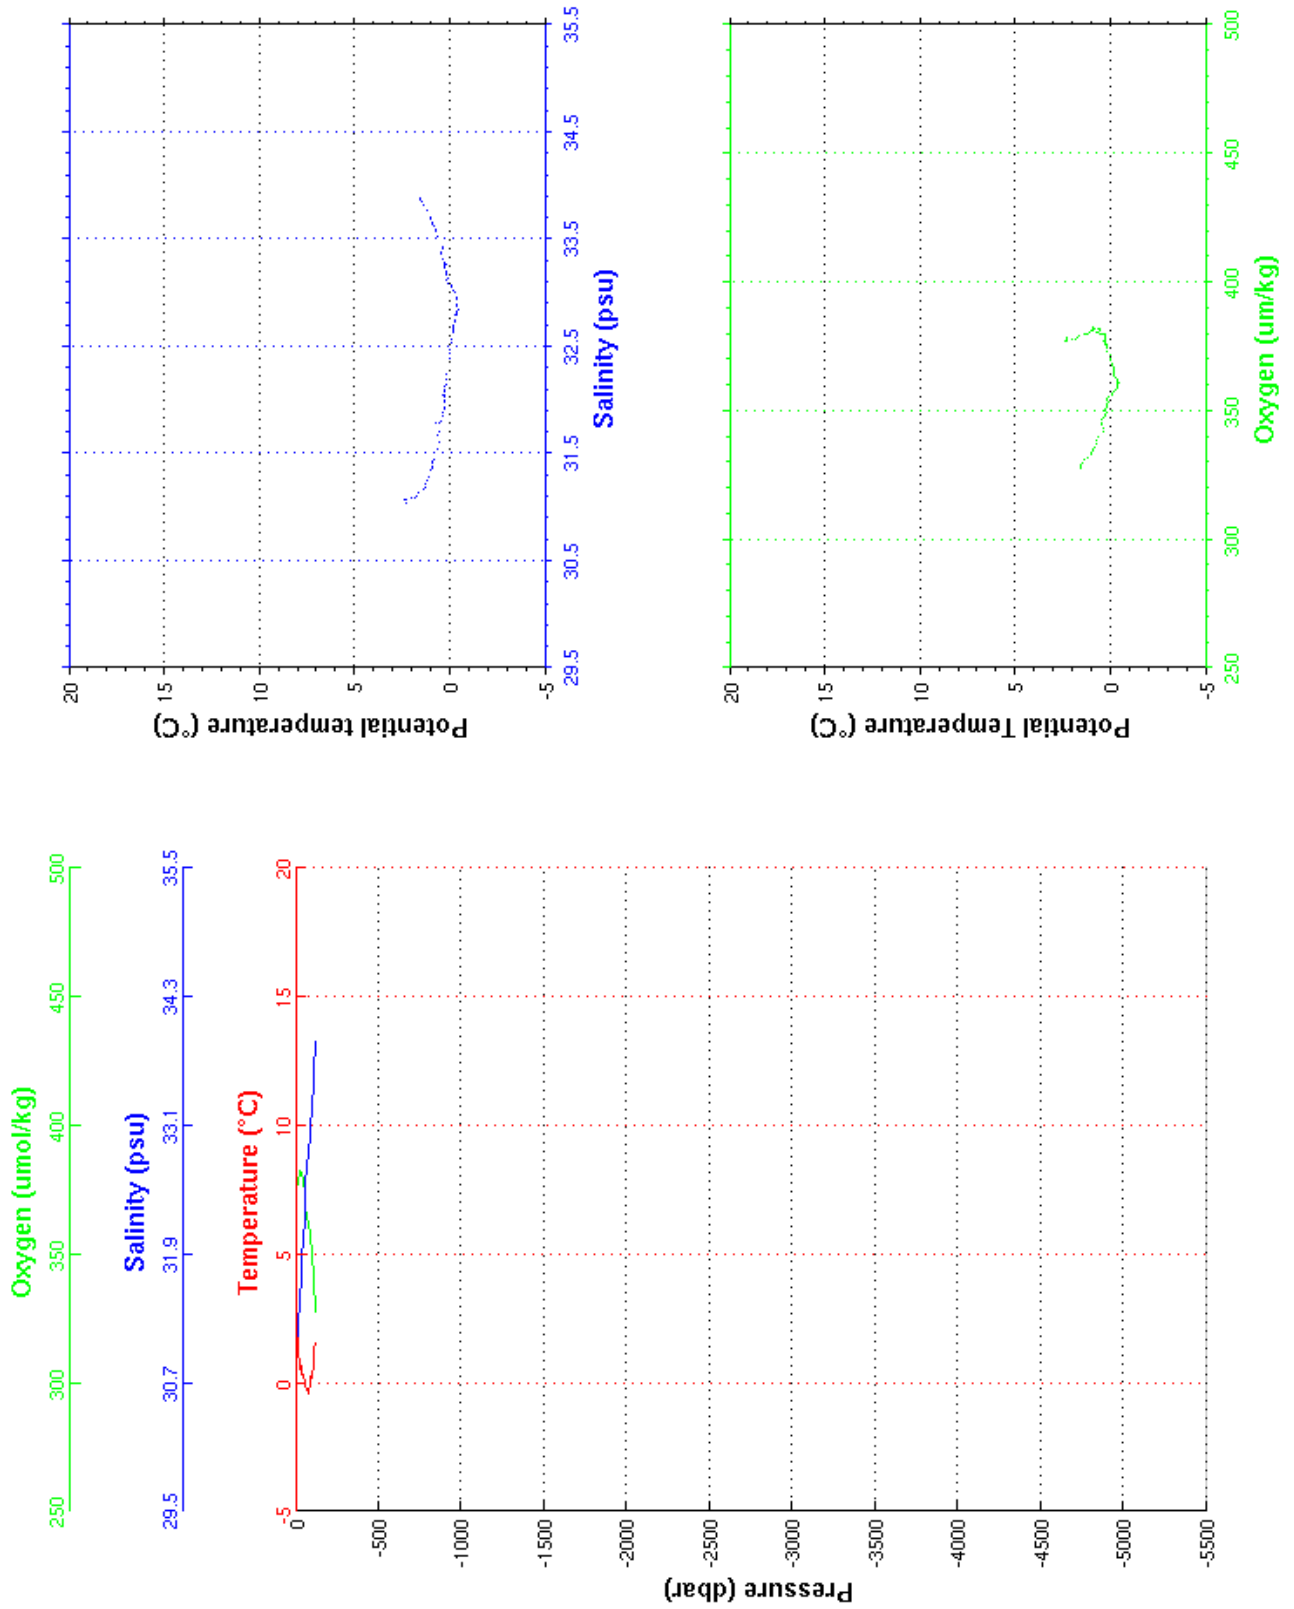 Oxygen (umol/kg)
250 300 350 400 450 500
Salinity (psu)
29.5 30.7 31.9 33.1 34.3 35.5
Temperature (°C)
-5 0 5 10 15 20
Pressure (dbar)
0
-500
-1000
-1500
-2000
-2500
-3000
-3500
-4000
-4500
-5000
-5500
Potential temperature (°C)
20
15
10
5
0
-5
29.5 30.5 31.5 32.5 33.5 34.5 35.5
Salinity (psu)
Potential Temperature (°C)
20
15
10
5
0
-5
250 300 350 400 450 500
Oxygen (um/kg)